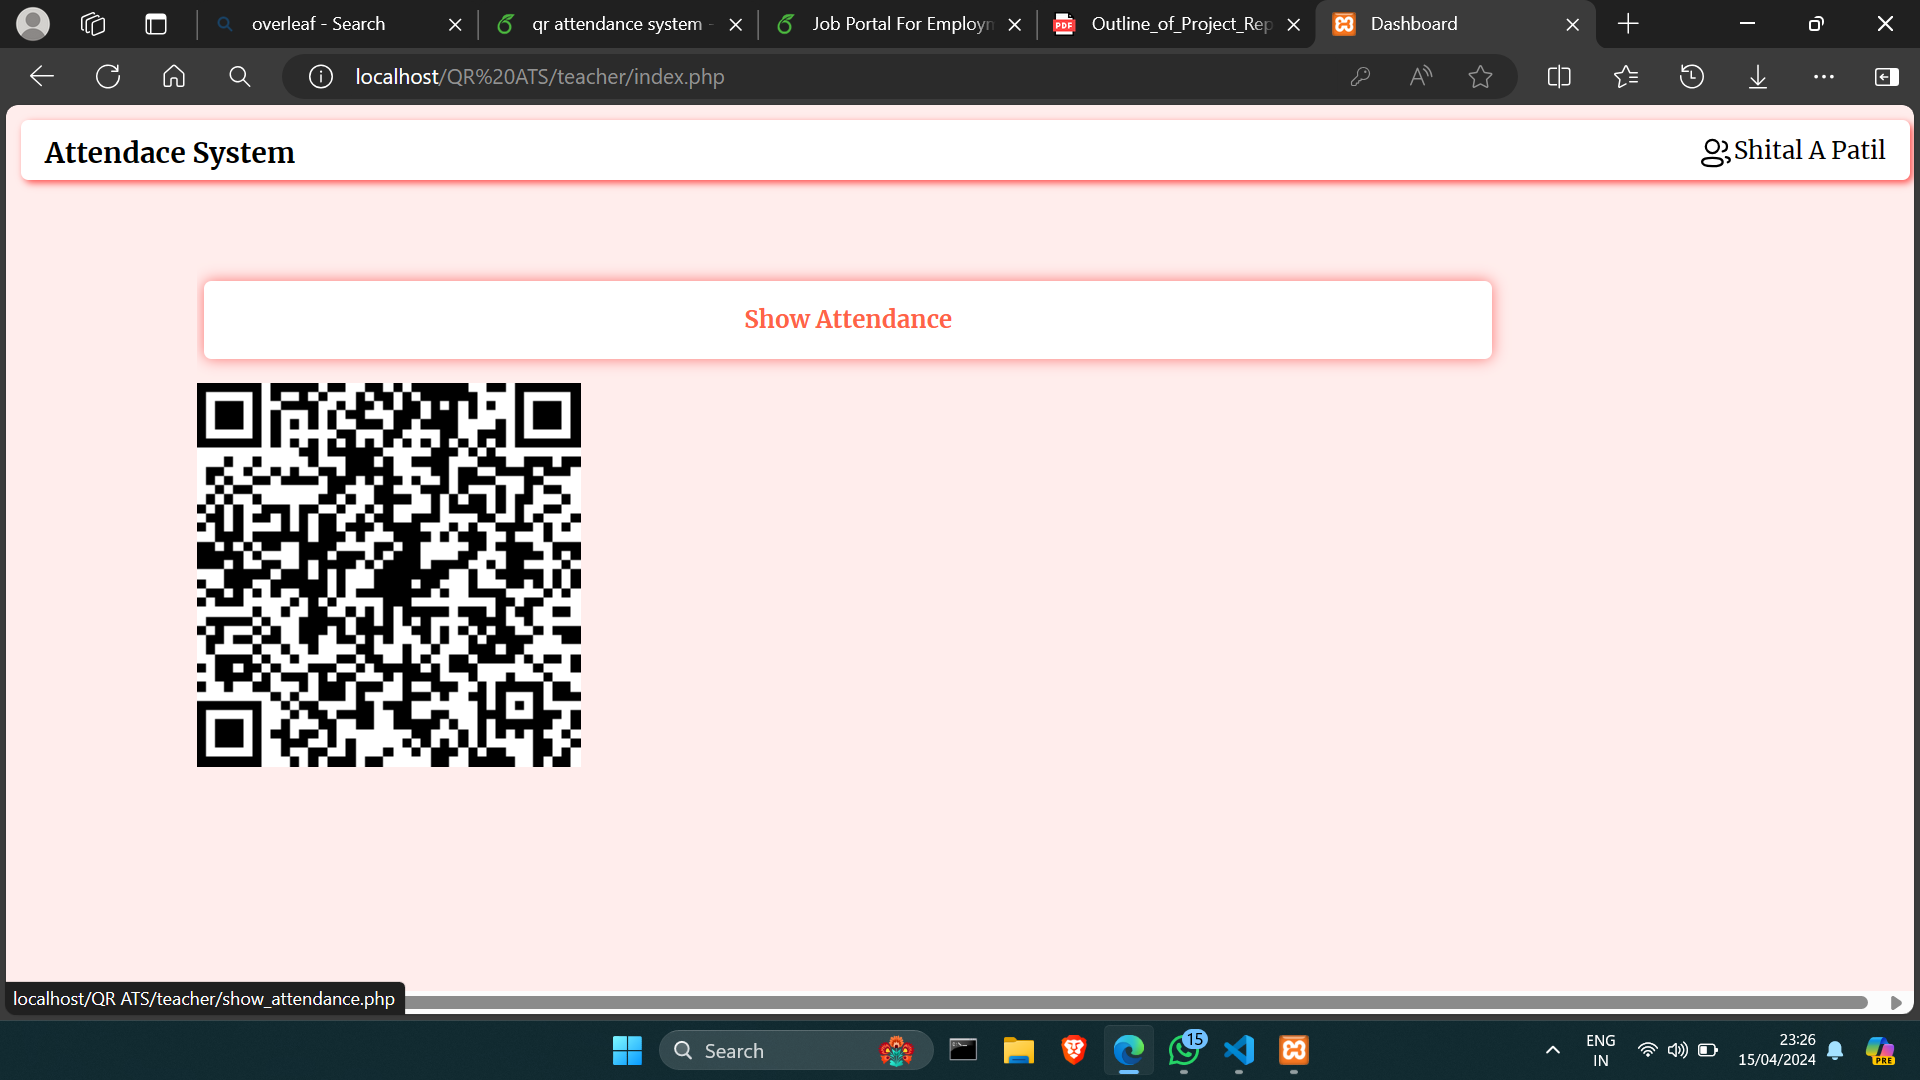 overleaf - Search
qr attendance system -
Job Portal For Employm
Outline_of_Project_Rep
Dashboard
localhost/QR%20ATS/teacher/index.php
Attendace System
Shital A Patil
Show Attendance
localhost/QR ATS/teacher/show_attendance.php
Search
15
ENG
IN
23:26
15/04/2024
PRE